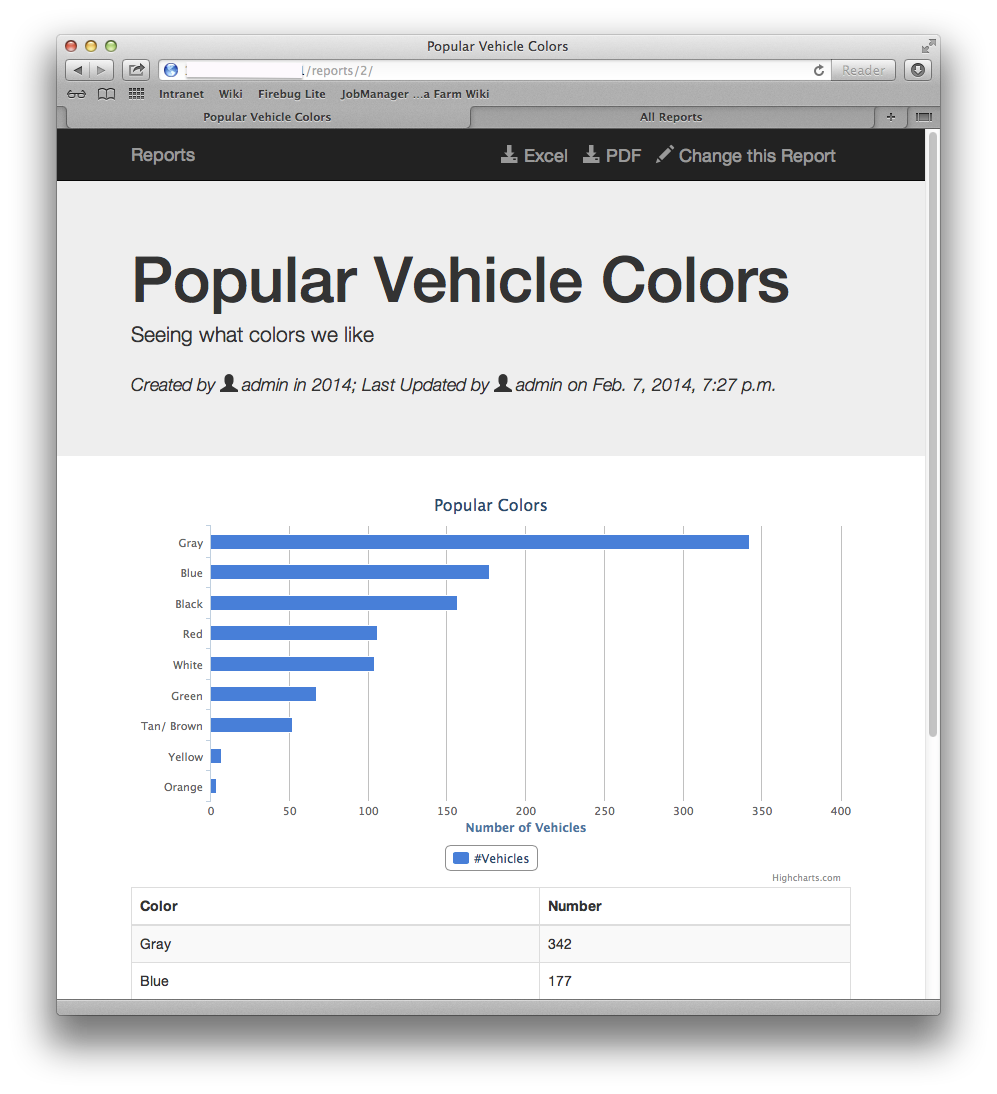 Popular Vehicle Colors
/reports/2/
Reader
Intranet Wiki Firebug Lite JobManager ...a Farm Wiki
Popular Vehicle Colors All Reports
Reports Excel PDF Change this Report
Popular Vehicle Colors
Seeing what colors we like
Created by admin in 2014; Last Updated by admin on Feb. 7, 2014, 7:27 p.m.
Popular Colors
Gray
Blue
Black
Red
White
Green
Tan/ Brown
Yellow
Orange
0 50 100 150 200 250 300 350 400
Number of Vehicles
#Vehicles
Highcharts.com
Color Number
Gray 342
Blue 177